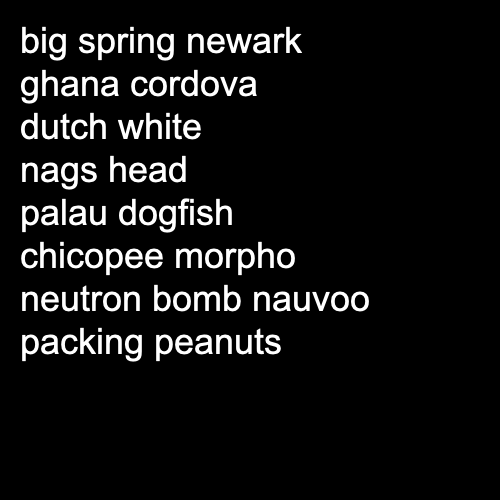 big spring newark
ghana cordova
dutch white
nags head
palau dogfish
chicopee morpho
neutron bomb nauvoo
packing peanuts